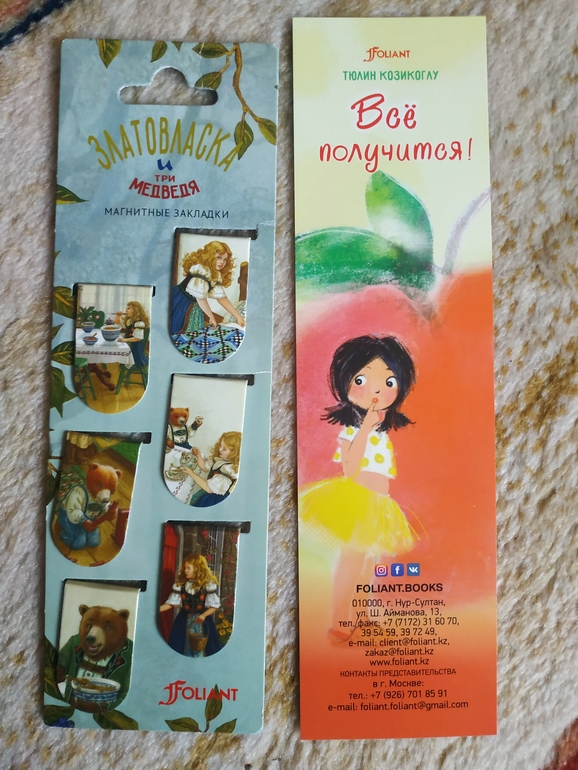 ЗЛАТОВЛАСКА
и
ТРИ
МЕДВЕДЯ
МАГНИТНЫЕ ЗАКЛАДКИ
FOLIANT
FOLIANT
ТЮЛИН КОЗИКОГЛУ
Всё
получится!
FOLIANT.BOOKS
010000, г. Нур-Султан,
ул. Ш. Айманова, 13,
тел./факс: +7 (7172) 31 60 70,
39 54 59, 39 72 49,
e-mail: client@foliant.kz,
zakaz@foliant.kz
www.foliant.kz
КОНТАКТЫ ПРЕДСТАВИТЕЛЬСТВА
в г. Москве:
тел.: +7 (926) 701 85 91
e-mail: foliant.foliant@gmail.com